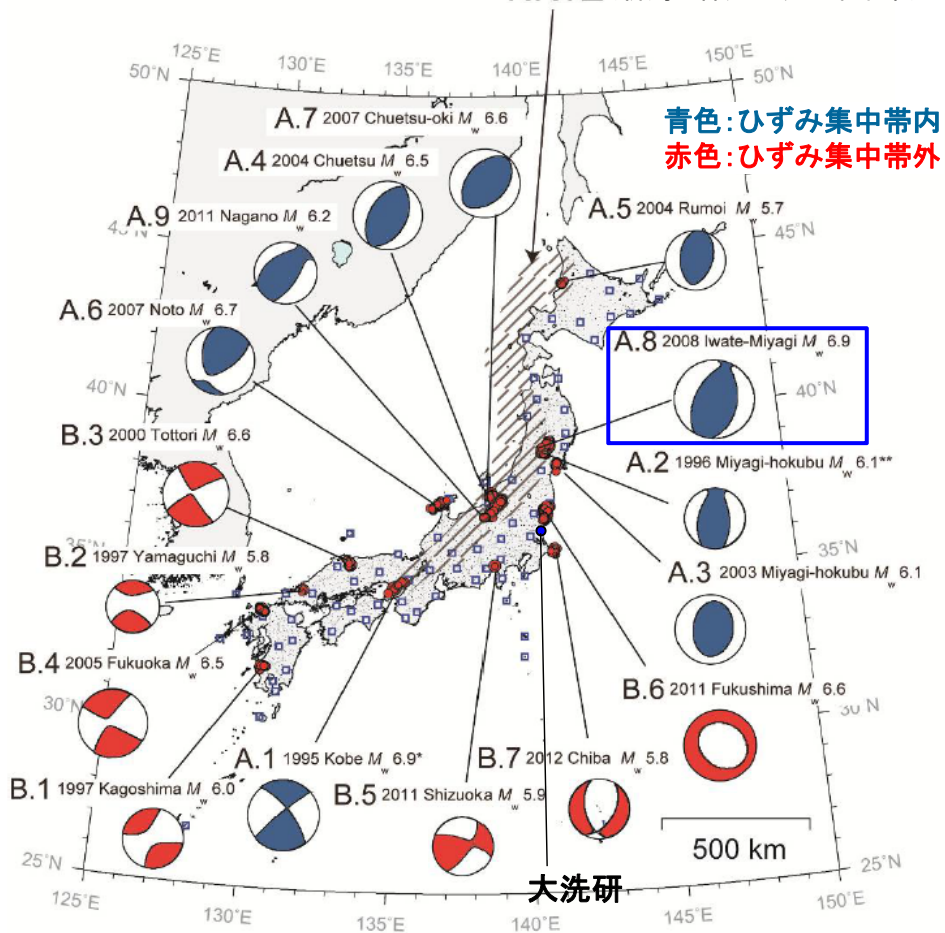 125°E
130°E
135°E
140°E
145°E
150°E
50°N
50°N
A.7 2007 Chuetsu-oki Mw 6.6
青色：ひずみ集中帯内
赤色：ひずみ集中帯外
A.4 2004 Chuetsu Mw 6.5
A.9 2011 Nagano Mw 6.2
A.5 2004 Rumoi Mw 5.7
45°N
A.6 2007 Noto Mw 6.7
A.8 2008 Iwate-Miyagi Mw 6.9
40°N
40°N
B.3 2000 Tottori Mw 6.6
A.2 1996 Miyagi-hokubu Mw 6.1**
35°N
B.2 1997 Yamaguchi Mw 5.8
35°N
A.3 2003 Miyagi-hokubu Mw 6.1
B.4 2005 Fukuoka Mw 6.5
B.6 2011 Fukushima Mw 6.6
30°N
30°N
A.1 1995 Kobe Mw 6.9*
B.7 2012 Chiba Mw 5.8
B.1 1997 Kagoshima Mw 6.0
B.5 2011 Shizuoka Mw 5.9
500 km
25°N
25°N
大洗研
125°E
130°E
135°E
140°E
145°E
150°E